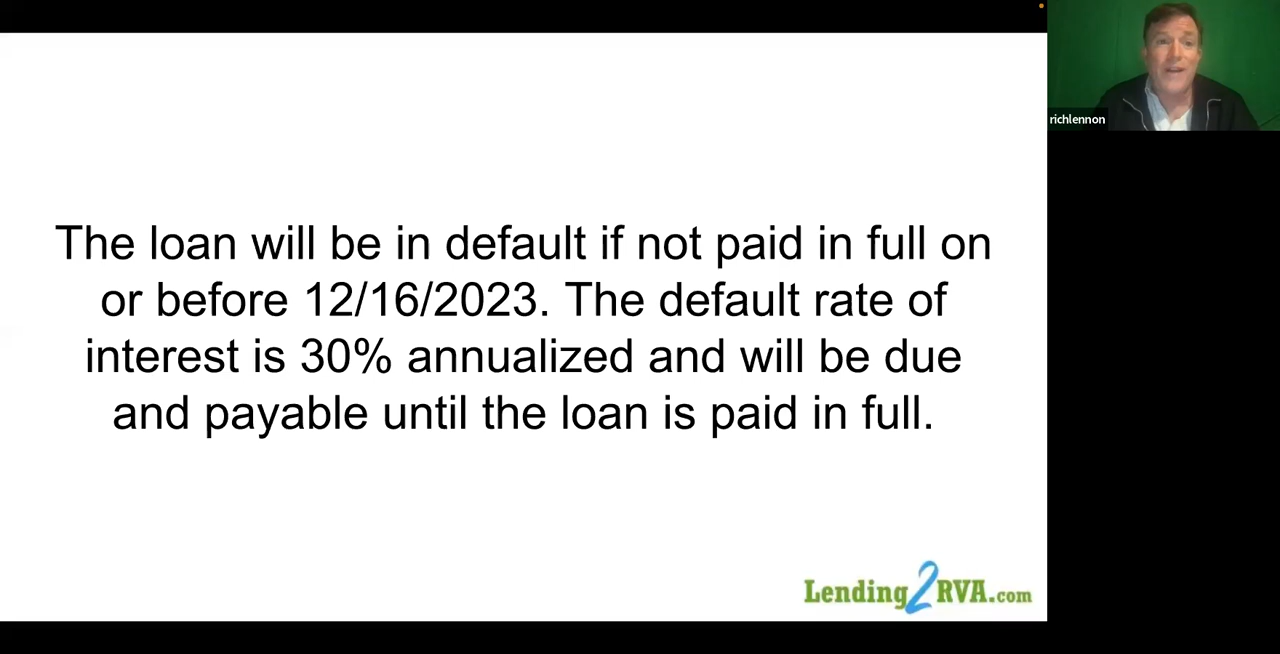 richlennon
The loan will be in default if not paid in full on
or before 12/16/2023. The default rate of
interest is 30% annualized and will be due
and payable until the loan is paid in full.
Lending2RVA.com